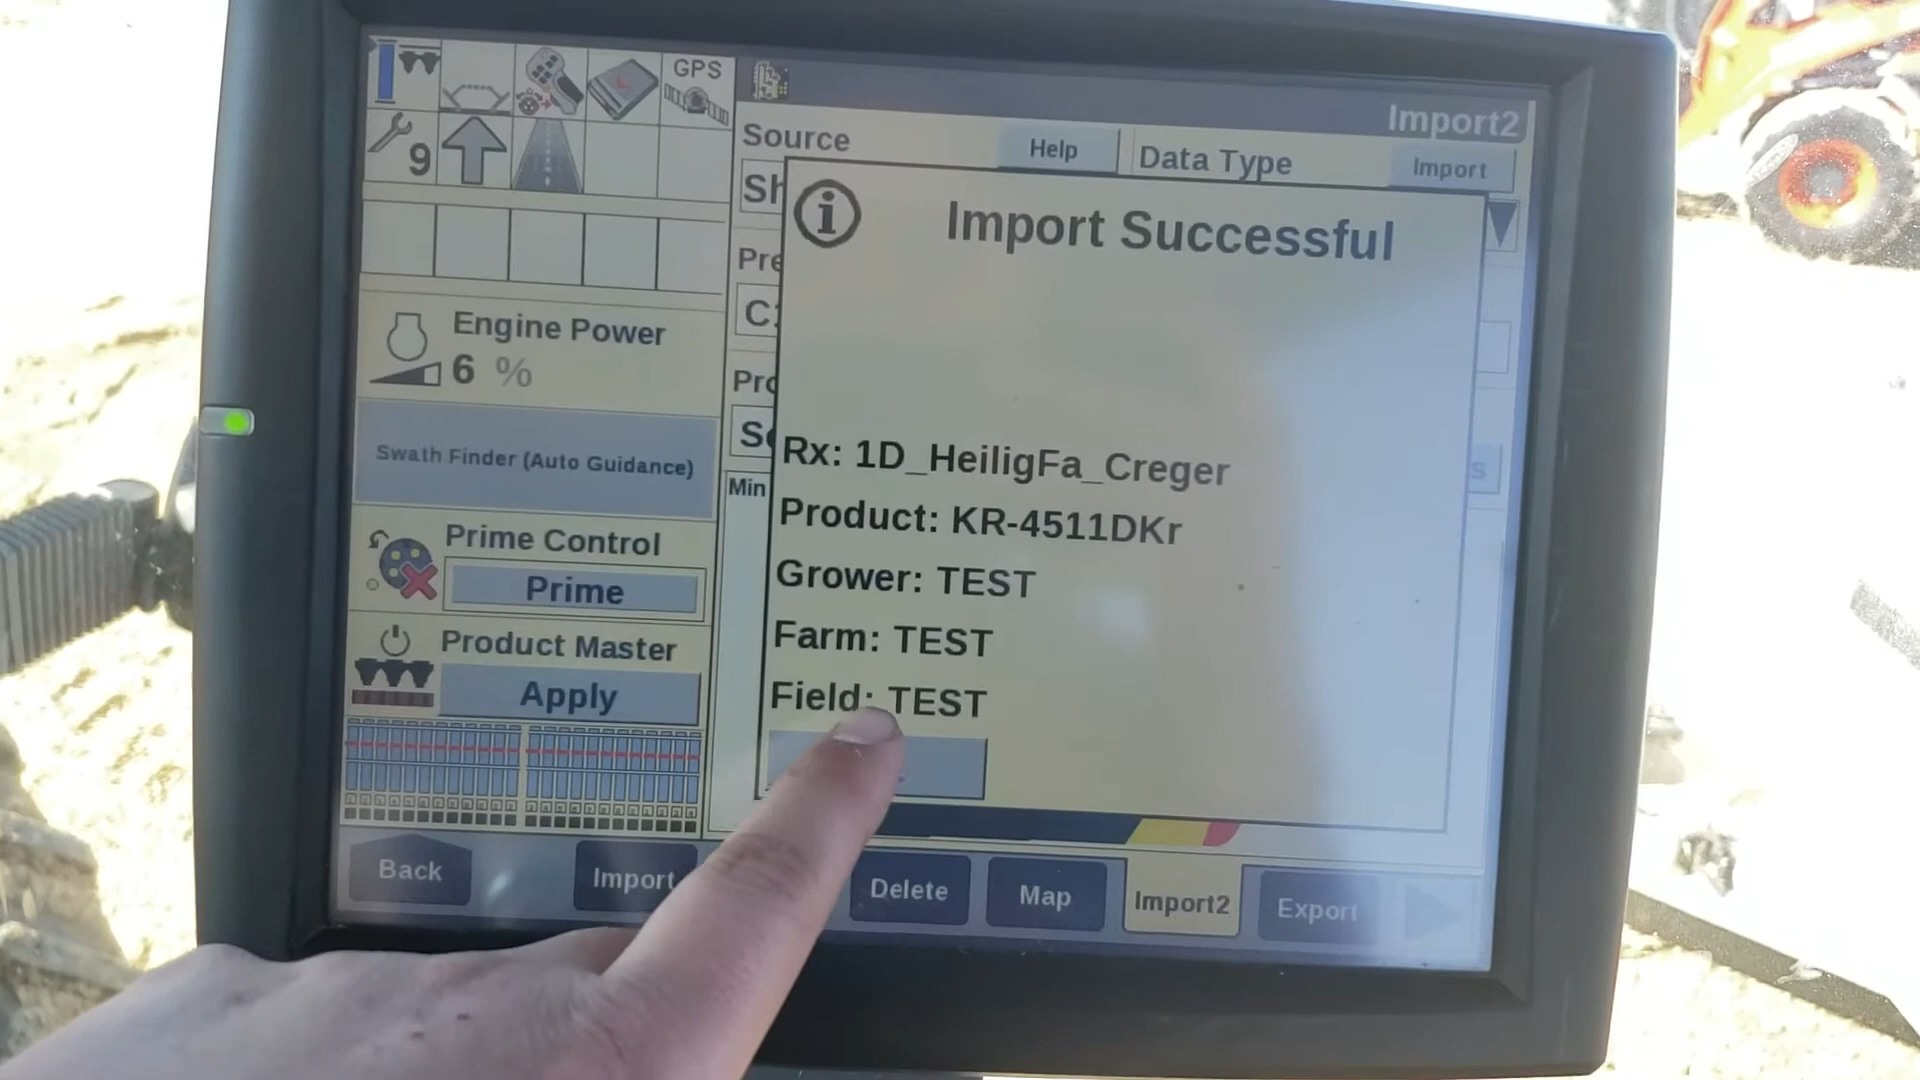 GPS
9
Import2
Source
Help
Data Type
Import
Import Successful
Engine Power
6 %
Swath Finder (Auto Guidance)
Min
Rx: 1D_HeiligFa_Creger
Product: KR-4511DKr
Grower: TEST
Farm: TEST
Field: TEST
Prime Control
Prime
Product Master
Apply
Back
Import
Delete
Map
Import2
Export